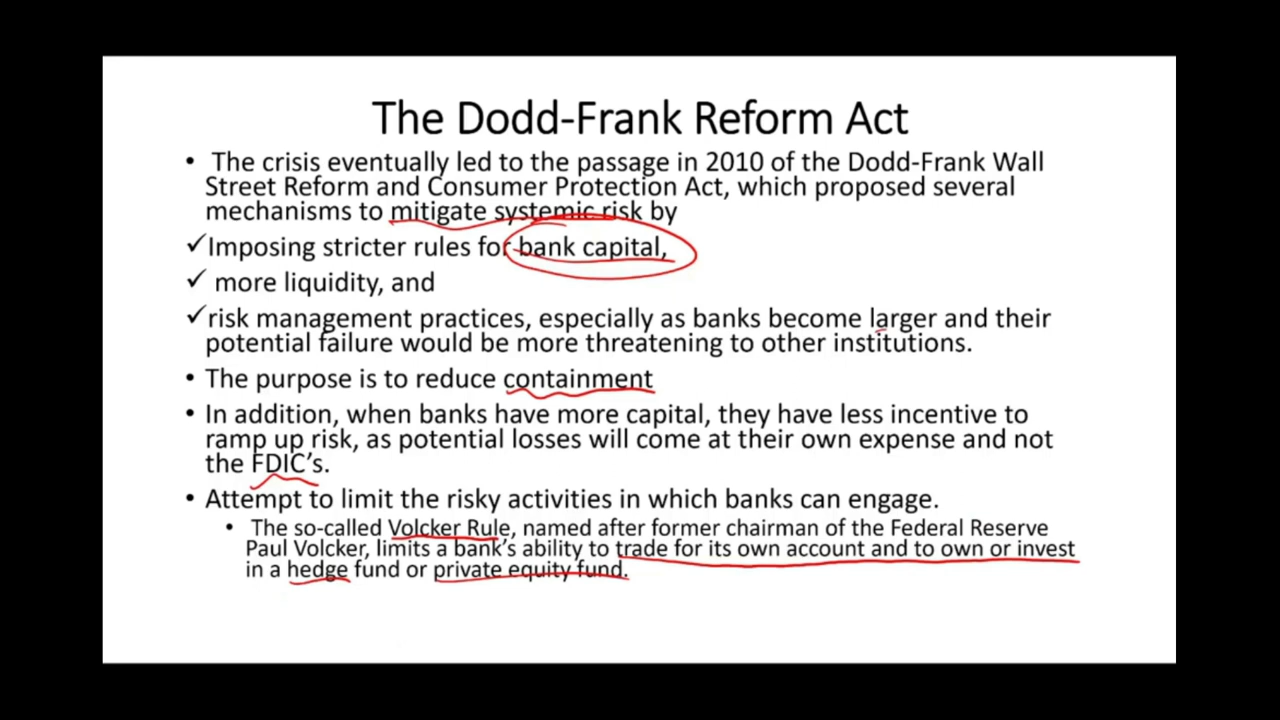 The Dodd-Frank Reform Act
• The crisis eventually led to the passage in 2010 of the Dodd-Frank Wall
Street Reform and Consumer Protection Act, which proposed several
mechanisms to mitigate systemic risk by
✓Imposing stricter rules for bank capital,
✓ more liquidity, and
✓risk management practices, especially as banks become larger and their
potential failure would be more threatening to other institutions.
• The purpose is to reduce containment
• In addition, when banks have more capital, they have less incentive to
ramp up risk, as potential losses will come at their own expense and not
the FDIC’s.
• Attempt to limit the risky activities in which banks can engage.
• The so-called Volcker Rule, named after former chairman of the Federal Reserve
Paul Volcker, limits a bank’s ability to trade for its own account and to own or invest
in a hedge fund or private equity fund.